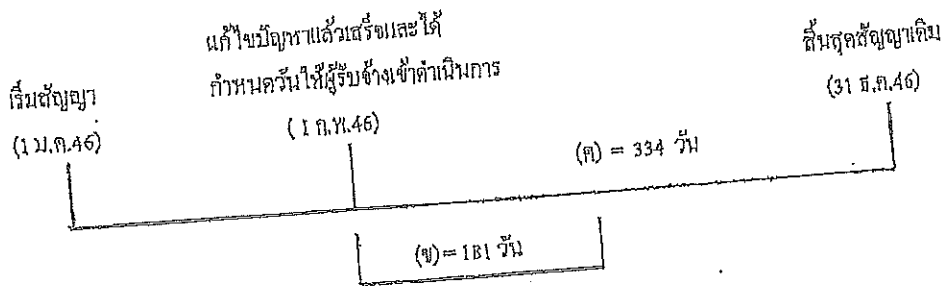 แก้ไขปัญหาแล้วเสร็จและได้
กำหนดวันให้ผู้รับจ้างเข้าดำเนินการ
(1 ก.พ.46)
เริ่มสัญญา
(1 ม.ค.46)
สิ้นสุดสัญญาเดิม
(31 ธ.ค.46)
(ค) = 334 วัน
(ข) = 181 วัน